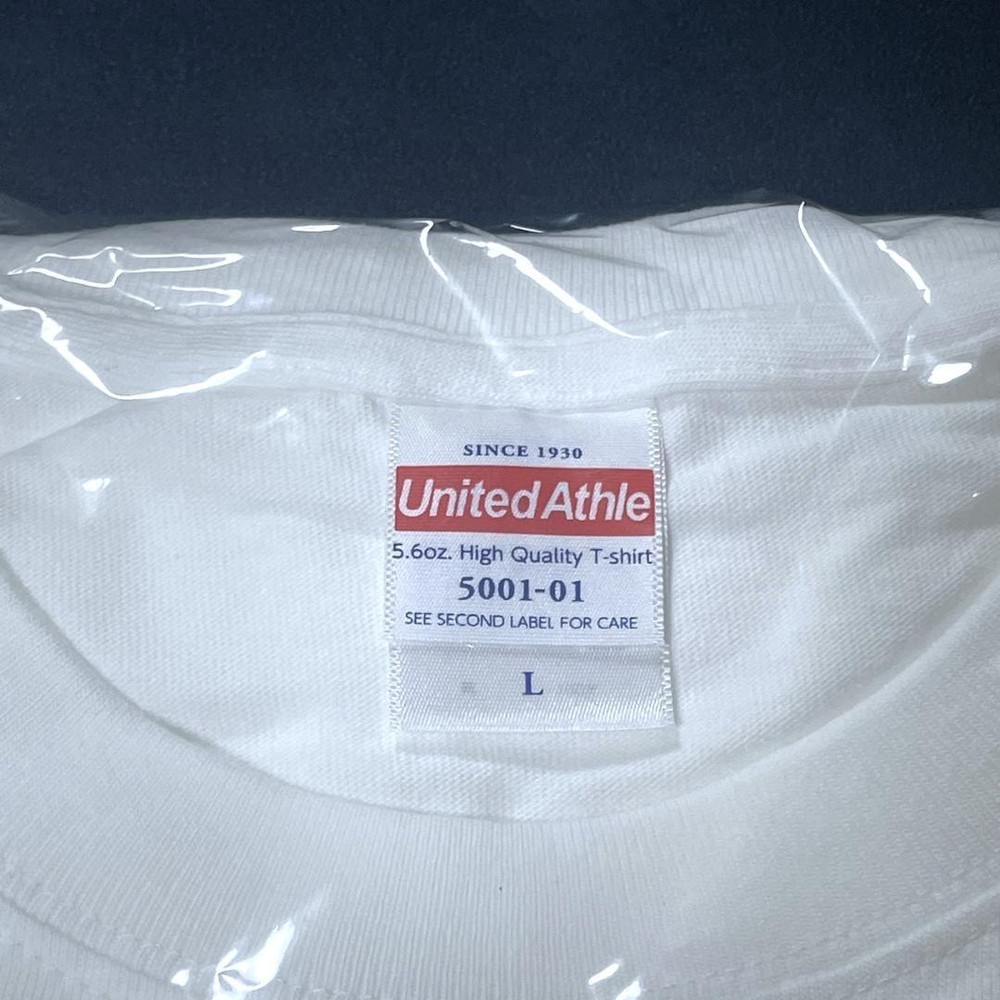 SINCE 1930
United Athle
5.6oz. High Quality T-shirt
5001-01
SEE SECOND LABEL FOR CARE
L